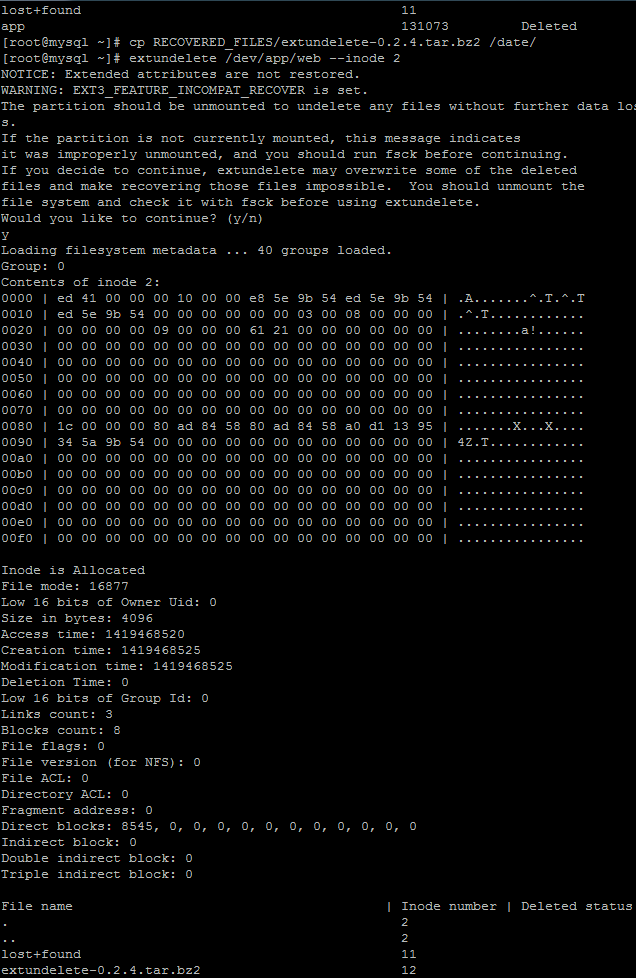 lost+found                                        11
app                                               131073         Deleted
[root@mysql ~]# cp RECOVERED_FILES/extundelete-0.2.4.tar.bz2 /date/
[root@mysql ~]# extundelete /dev/app/web --inode 2
NOTICE: Extended attributes are not restored.
WARNING: EXT3_FEATURE_INCOMPAT_RECOVER is set.
The partition should be unmounted to undelete any files without further data los
s.
If the partition is not currently mounted, this message indicates
it was improperly unmounted, and you should run fsck before continuing.
If you decide to continue, extundelete may overwrite some of the deleted
files and make recovering those files impossible.  You should unmount the
file system and check it with fsck before using extundelete.
Would you like to continue? (y/n)
y
Loading filesystem metadata ... 40 groups loaded.
Group: 0
Contents of inode 2:
0000 | ed 41 00 00 00 10 00 00 e8 5e 9b 54 ed 5e 9b 54 | .A.......^.T.^.T
0010 | ed 5e 9b 54 00 00 00 00 00 00 03 00 08 00 00 00 | .^.T............
0020 | 00 00 00 00 09 00 00 00 61 21 00 00 00 00 00 00 | ........a!......
0030 | 00 00 00 00 00 00 00 00 00 00 00 00 00 00 00 00 | ................
0040 | 00 00 00 00 00 00 00 00 00 00 00 00 00 00 00 00 | ................
0050 | 00 00 00 00 00 00 00 00 00 00 00 00 00 00 00 00 | ................
0060 | 00 00 00 00 00 00 00 00 00 00 00 00 00 00 00 00 | ................
0070 | 00 00 00 00 00 00 00 00 00 00 00 00 00 00 00 00 | ................
0080 | 1c 00 00 00 80 ad 84 58 80 ad 84 58 a0 d1 13 95 | .......X...X....
0090 | 34 5a 9b 54 00 00 00 00 00 00 00 00 00 00 00 00 | 4Z.T............
00a0 | 00 00 00 00 00 00 00 00 00 00 00 00 00 00 00 00 | ................
00b0 | 00 00 00 00 00 00 00 00 00 00 00 00 00 00 00 00 | ................
00c0 | 00 00 00 00 00 00 00 00 00 00 00 00 00 00 00 00 | ................
00d0 | 00 00 00 00 00 00 00 00 00 00 00 00 00 00 00 00 | ................
00e0 | 00 00 00 00 00 00 00 00 00 00 00 00 00 00 00 00 | ................
00f0 | 00 00 00 00 00 00 00 00 00 00 00 00 00 00 00 00 | ................
Inode is Allocated
File mode: 16877
Low 16 bits of Owner Uid: 0
Size in bytes: 4096
Access time: 1419468520
Creation time: 1419468525
Modification time: 1419468525
Deletion Time: 0
Low 16 bits of Group Id: 0
Links count: 3
Blocks count: 8
File flags: 0
File version (for NFS): 0
File ACL: 0
Directory ACL: 0
Fragment address: 0
Direct blocks: 8545, 0, 0, 0, 0, 0, 0, 0, 0, 0, 0, 0
Indirect block: 0
Double indirect block: 0
Triple indirect block: 0
File name                                       | Inode number | Deleted status
.                                                 2
..                                                2
lost+found                                        11
extundelete-0.2.4.tar.bz2                         12